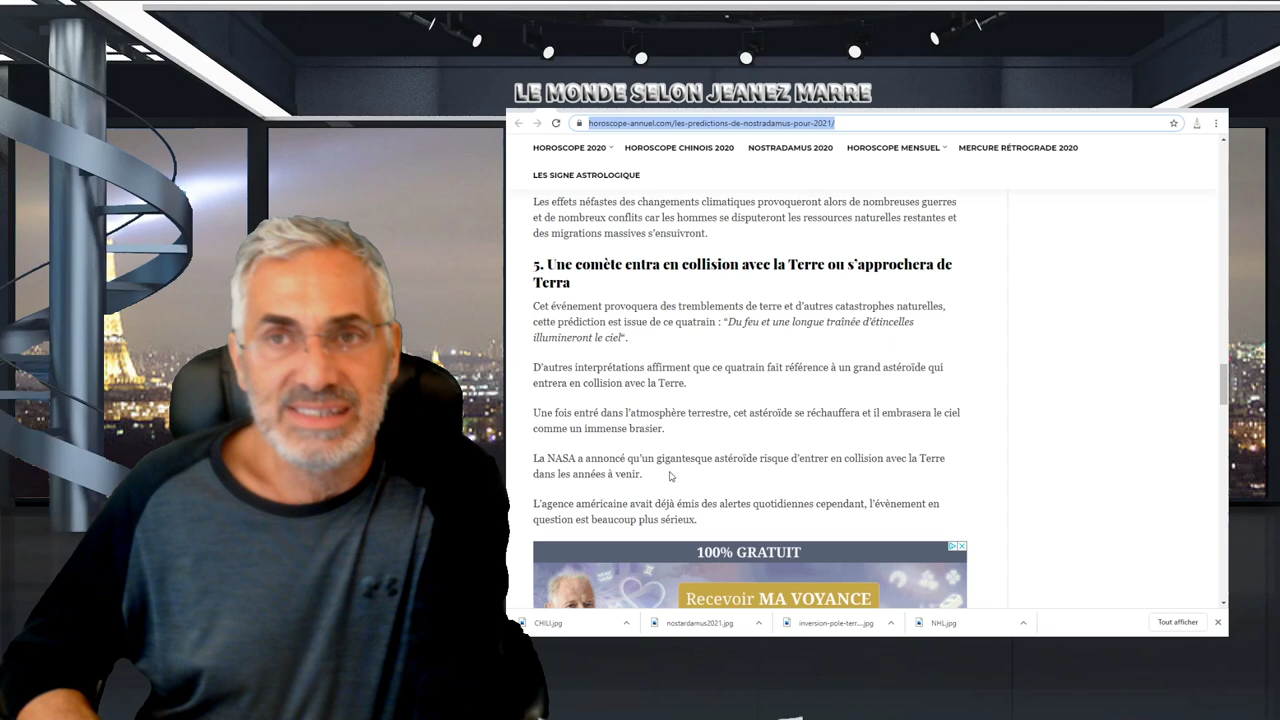 LE MONDE SELON JEANEZ MARRE
horoscope-annuel.com/les-predictions-de-nostradamus-pour-2021/
HOROSCOPE 2020 HOROSCOPE CHINOIS 2020 NOSTRADAMUS 2020 HOROSCOPE MENSUEL MERCURE RÉTROGRADE 2020
LES SIGNE ASTROLOGIQUE
Les effets néfastes des changements climatiques provoqueront alors de nombreuses guerres
et de nombreux conflits car les hommes se disputeront les ressources naturelles restantes et
des migrations massives s'ensuivront.
5. Une comète entra en collision avec la Terre ou s'approchera de
Terra
Cet événement provoquera des tremblements de terre et d'autres catastrophes naturelles,
cette prédiction est issue de ce quatrain : "Du feu et une longue traînée d'étincelles
illumineront le ciel".
D'autres interprétations affirment que ce quatrain fait référence à un grand astéroïde qui
entrera en collision avec la Terre.
Une fois entré dans l'atmosphère terrestre, cet astéroïde se réchauffera et il embrasera le ciel
comme un immense brasier.
La NASA a annoncé qu'un gigantesque astéroïde risque d'entrer en collision avec la Terre
dans les années à venir.
L'agence américaine avait déjà émis des alertes quotidiennes cependant, l'évènement en
question est beaucoup plus sérieux.
100% GRATUIT
Recevoir MA VOYANCE
CHILI.jpg nostardamus2021.jpg inversion-pole-terr....jpg NHL.jpg Tout afficher